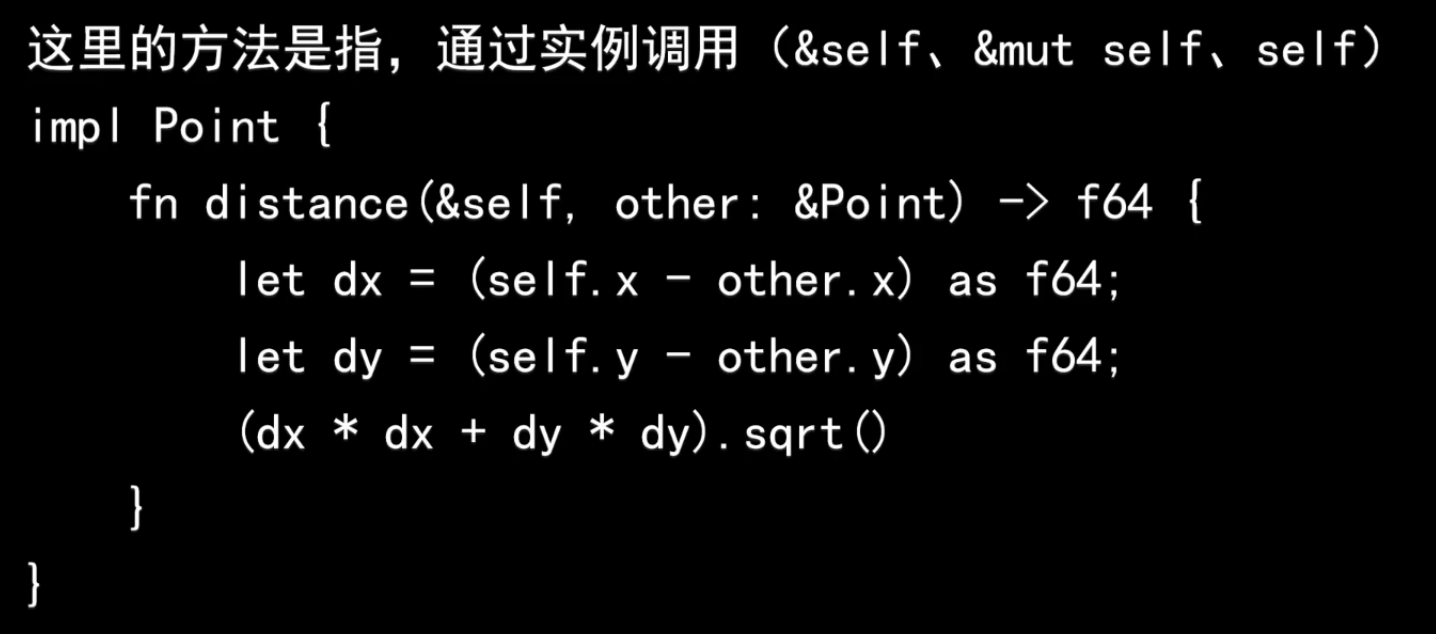 这里的方法是指，通过实例调用（&self、&mut self、self）
impl Point {
    fn distance(&self, other: &Point) -> f64 {
        let dx = (self.x - other.x) as f64;
        let dy = (self.y - other.y) as f64;
        (dx * dx + dy * dy).sqrt()
    }
}